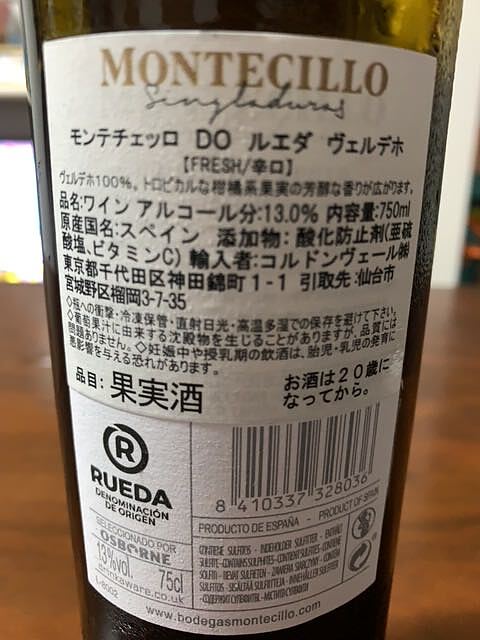 MONTECILLO
Singladuras
モンテチェッロ DO ルエダ ヴェルデホ
【FRESH/辛口】
ヴェルデホ100%。トロピカルな柑橘系果実の芳醇な香りが広がります。
品名:ワイン アルコール分:13.0% 内容量:750ml
原産国名:スペイン 添加物:酸化防止剤(亜硫
酸塩、ビタミンC) 輸入者:コルドンヴェール㈱
東京都千代田区神田錦町1-1 引取先:仙台市
宮城野区榴岡3-7-35
◇瓶への衝撃・冷凍保管・直射日光・高温多湿での保存を避けて下さい。
◇葡萄果汁に由来する沈殿物を生じることがありますが、品質には
問題ありません。◇妊娠中や授乳期の飲酒は、胎児・乳児の発育に
悪影響を与える恐れがあります。
品目:果実酒
お酒は20歳に
なってから。
R
RUEDA
DENOMINACIÓN
DE ORIGEN
8 410337 328036
SELECCIONADO POR
OSBORNE
13%vol. 75cl
drinkaware.co.uk
PRODUCTO DE ESPAÑA - PRODUCT OF SPAIN
CONTIENE SULFITOS - INDEHOLDER SULFITTER - ENTHÄLT
SULFITE - CONTAINS SULPHITES - CONTIENT SULFITES - CONTÉM
www.bodegasmontecillo.com